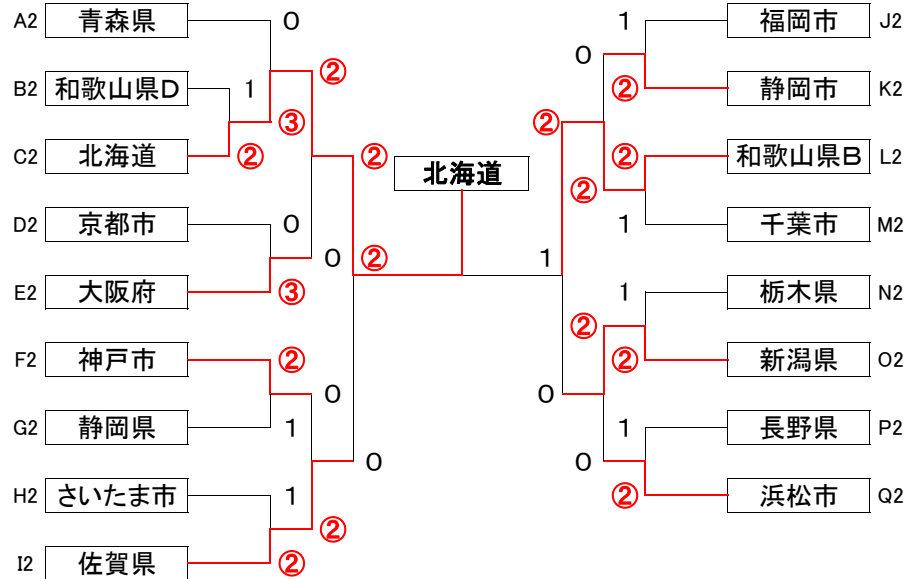 A2 青森県 0 1 福岡市 J2
0
②
B2 和歌山県D 1 ② 静岡市 K2
③ ②
C2 北海道 ② ② ② 和歌山県B L2
北海道
②
D2 京都市 0 1 千葉市 M2
0 ② 1
E2 大阪府 ③ 1 栃木県 N2
②
F2 神戸市 ② ② 新潟県 O2
0 0
G2 静岡県 1 1 長野県 P2
0 0
H2 さいたま市 1 ② 浜松市 Q2
②
I2 佐賀県 ②